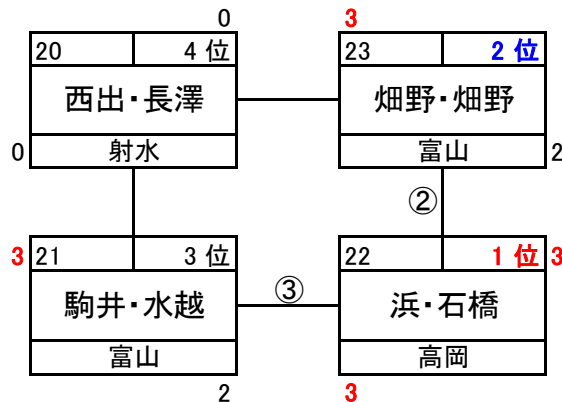 0 3
20 4 位 23 2 位
西出・長澤 畑野・畑野
0 射水 富山 2
②
3 21 3 位 22 1 位 3
駒井・水越 ③ 浜・石橋
富山 高岡
2 3